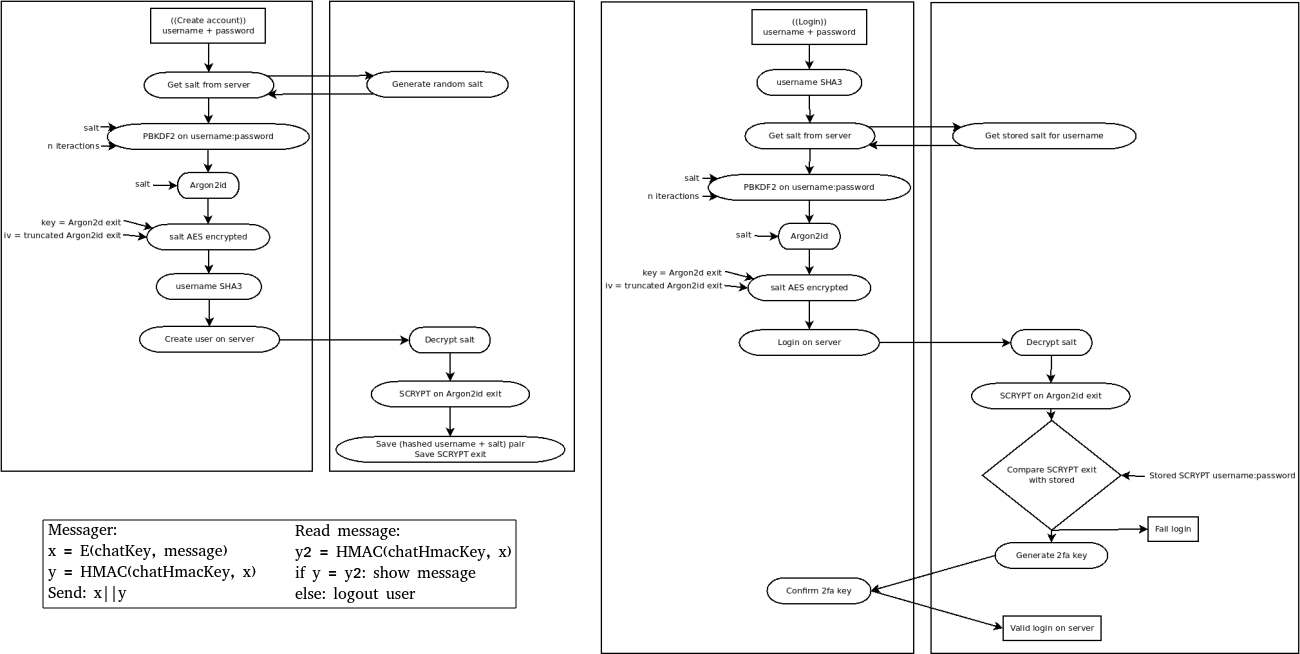 ((Create account))
username + password
Get salt from server
Generate random salt
salt
n iteractions
PBKDF2 on username:password
salt
Argon2id
key = Argon2d exit
iv = truncated Argon2id exit
salt AES encrypted
username SHA3
Create user on server
Decrypt salt
SCRYPT on Argon2id exit
Save (hashed username + salt) pair
Save SCRYPT exit
((Login))
username + password
username SHA3
Get salt from server
Get stored salt for username
salt
n iteractions
PBKDF2 on username:password
salt
Argon2id
key = Argon2d exit
iv = truncated Argon2id exit
salt AES encrypted
Login on server
Decrypt salt
SCRYPT on Argon2id exit
Compare SCRYPT exit
with stored
Stored SCRYPT username:password
Fail login
Generate 2fa key
Confirm 2fa key
Valid login on server
Messager:
x = E(chatKey, message)
y = HMAC(chatHmacKey, x)
Send: x||y
Read message:
y2 = HMAC(chatHmacKey, x)
if y = y2: show message
else: logout user